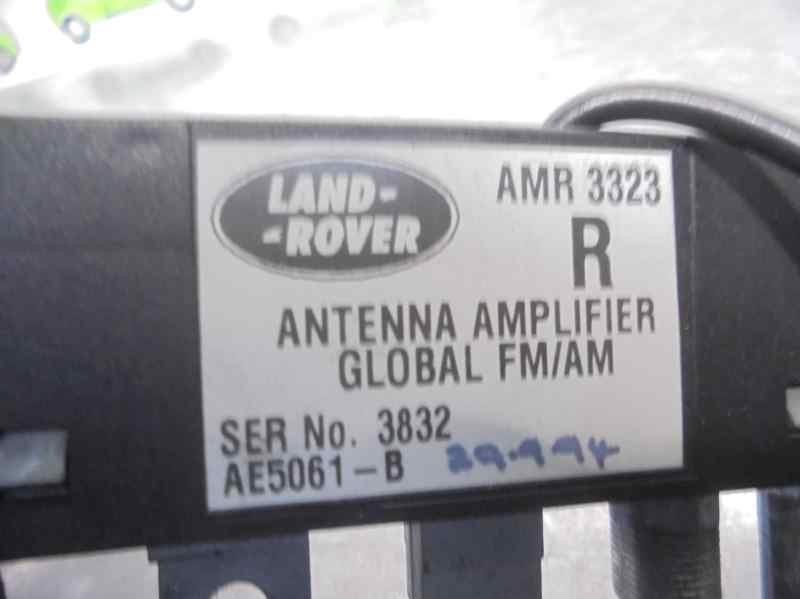 LAND-
-ROVER
AMR 3323
R
ANTENNA AMPLIFIER
GLOBAL FM/AM
SER No. 3832
AE5061-B 29.9.94